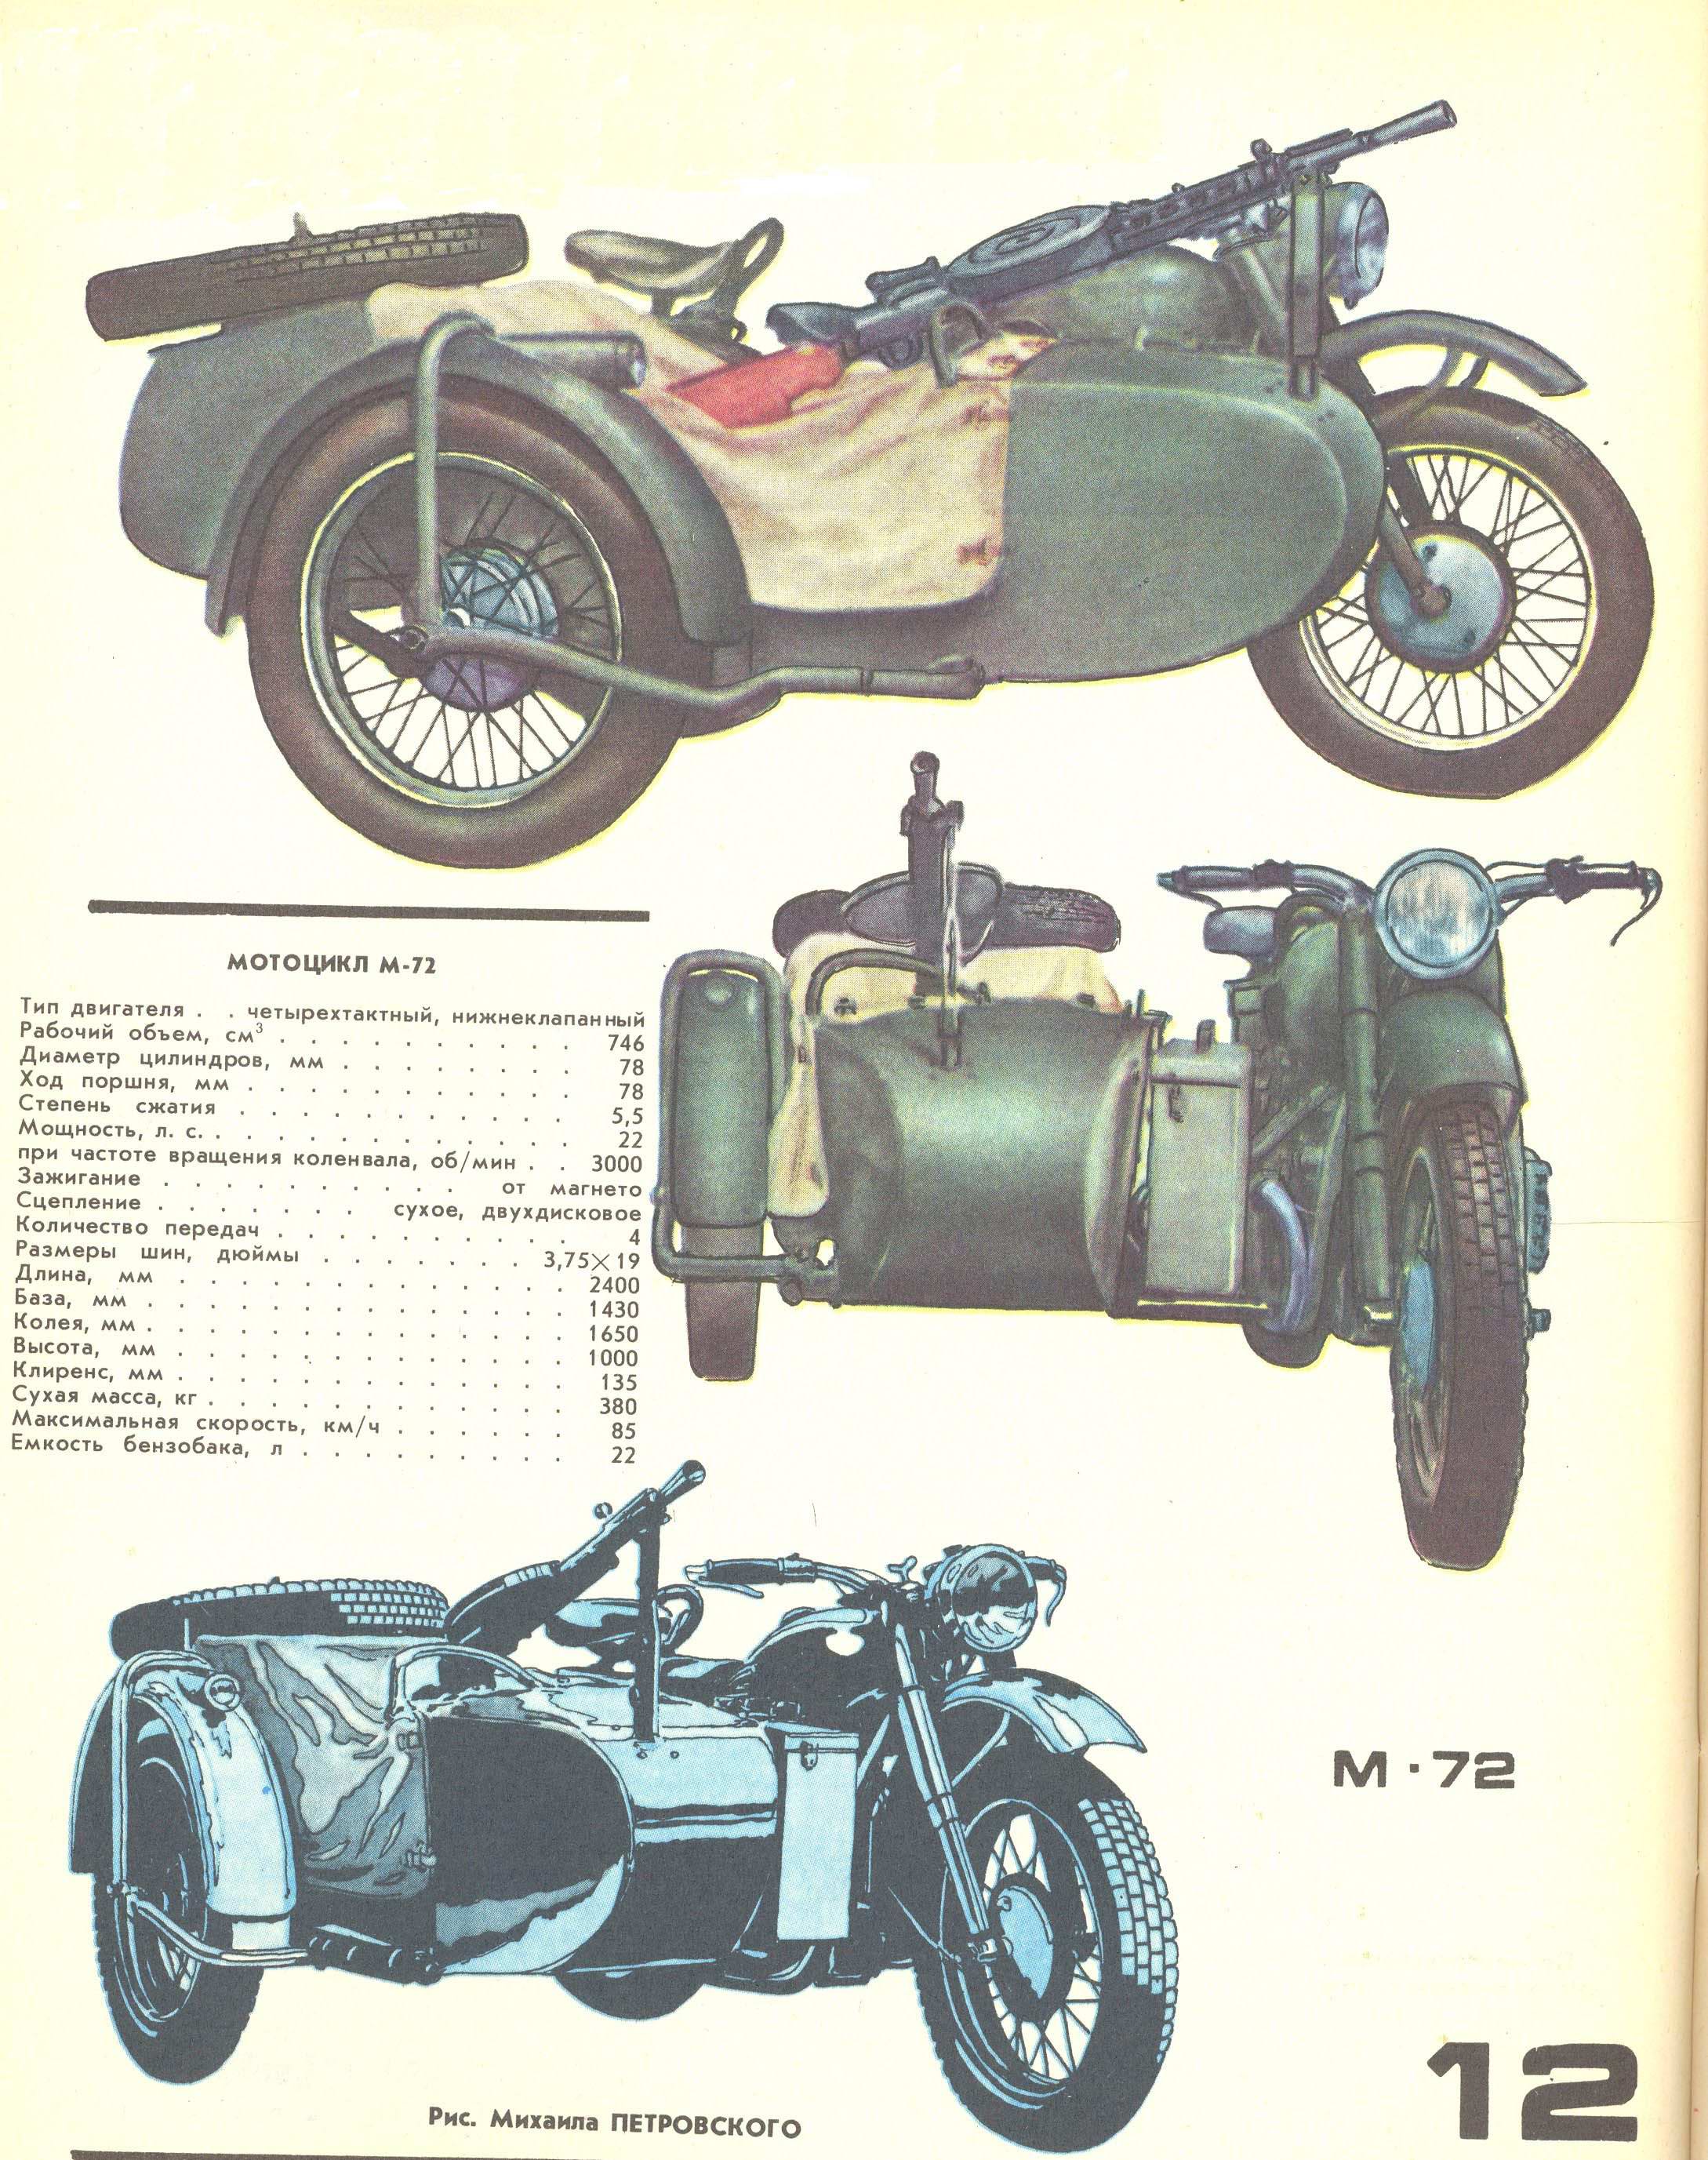 МОТОЦИКЛ М-72
Тип двигателя . . четырехтактный, нижнеклапанный
Рабочий объем, см³ . . . . . . . . . . 746
Диаметр цилиндров, мм . . . . . . . . 78
Ход поршня, мм . . . . . . . . . . . 78
Степень сжатия . . . . . . . . . . . 5,5
Мощность, л. с. . . . . . . . . . . . . 22
при частоте вращения коленвала, об/мин . . 3000
Зажигание . . . . . . . . . . от магнето
Сцепление . . . . . . . сухое, двухдисковое
Количество передач . . . . . . . . . . 4
Размеры шин, дюймы . . . . . . . 3,75×19
Длина, мм . . . . . . . . . . . . . 2400
База, мм . . . . . . . . . . . . . . 1430
Колея, мм . . . . . . . . . . . . . . 1650
Высота, мм . . . . . . . . . . . . . 1000
Клиренс, мм . . . . . . . . . . . . . 135
Сухая масса, кг . . . . . . . . . . . . 380
Максимальная скорость, км/ч . . . . . . 85
Емкость бензобака, л . . . . . . . . . 22
М·72
12
Рис. Михаила ПЕТРОВСКОГО